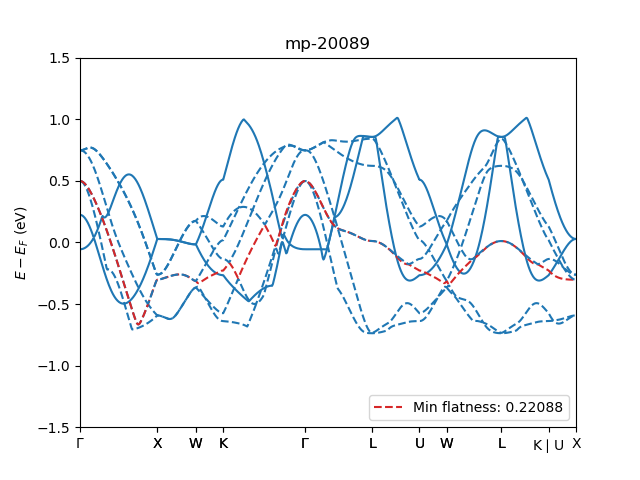 mp-20089
E − E_F (eV)
1.5
1.0
0.5
0.0
−0.5
−1.0
−1.5
Min flatness: 0.22088
Γ X W K Γ L U W L K | U X